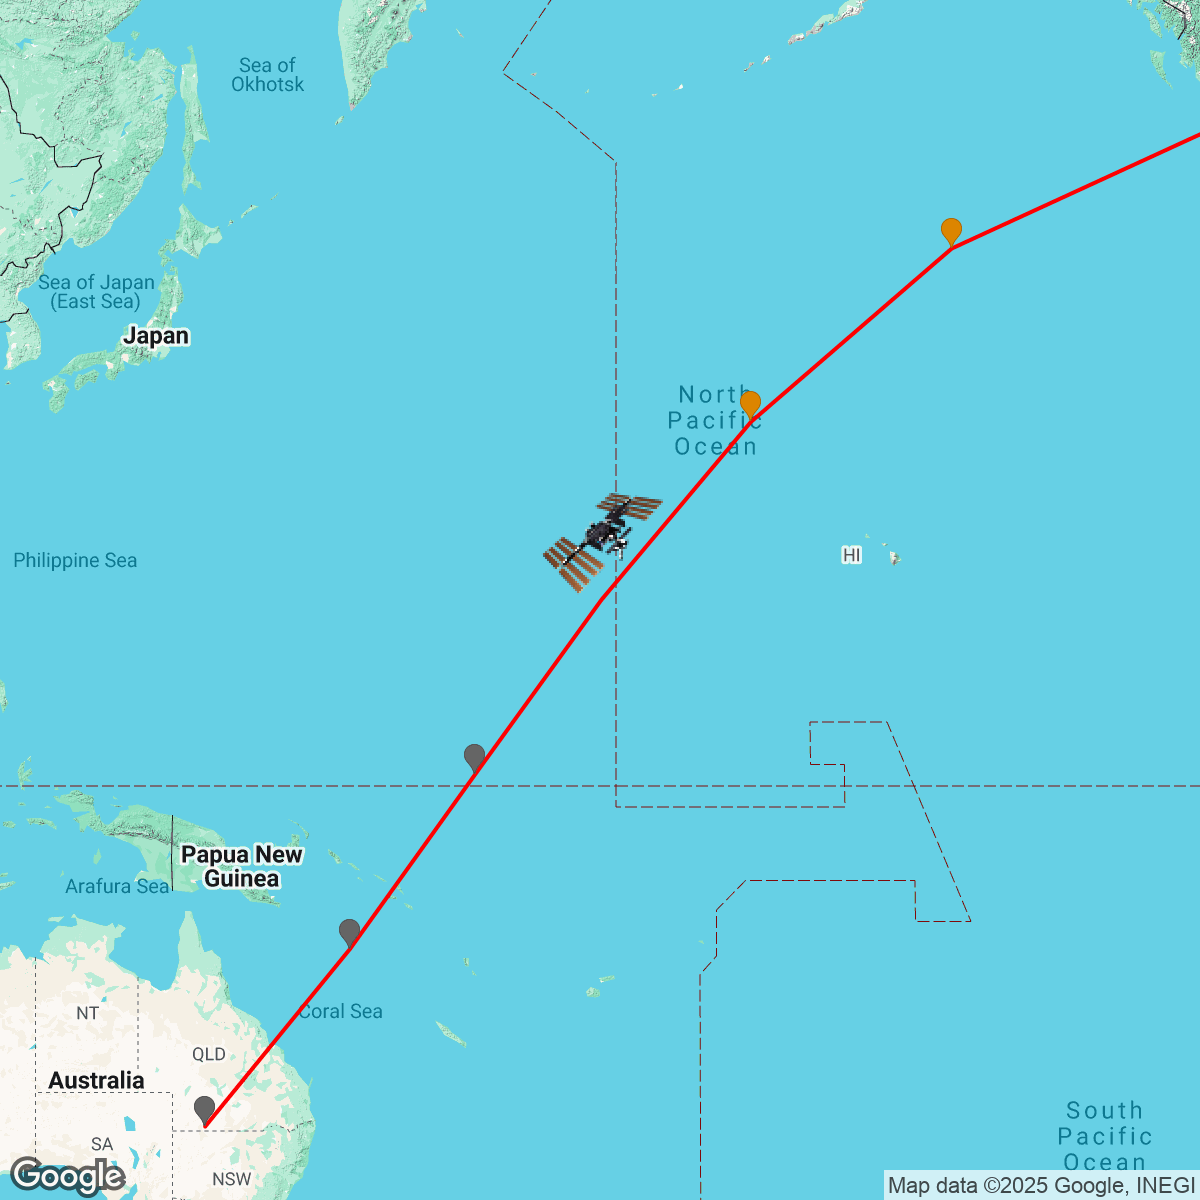 Sea of
Okhotsk
Sea of Japan
(East Sea)
Japan
North
Pacific
Ocean
Philippine Sea
HI
Papua New
Guinea
Arafura Sea
Coral Sea
NT
QLD
Australia
SA
NSW
South
Pacific
Ocean
Google
Map data ©2025 Google, INEGI